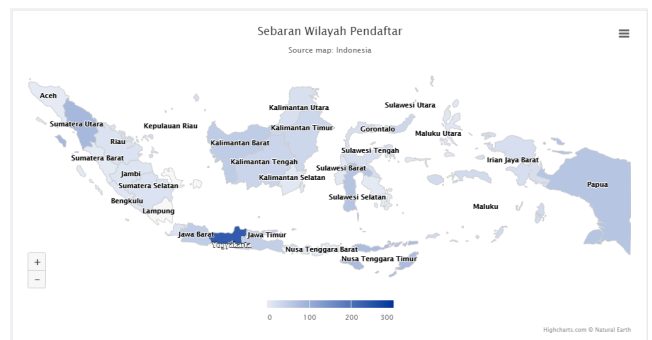 Sebaran Wilayah Pendaftar
Source map: Indonesia
Aceh
Kalimantan Utara
Sulawesi Utara
Sumatera Utara
Kepulauan Riau
Kalimantan Timur
Gorontalo
Maluku Utara
Riau
Kalimantan Barat
Sulawesi Tengah
Sumatera Barat
Kalimantan Tengah
Irian Jaya Barat
Sulawesi Barat
Jambi
Kalimantan Selatan
Papua
Sumatera Selatan
Bengkulu
Sulawesi Selatan
Lampung
Maluku
Jawa Barat
Jawa Timur
Yogyakarta
Nusa Tenggara Barat
Nusa Tenggara Timur
+
−
0 100 200 300
Highcharts.com © Natural Earth